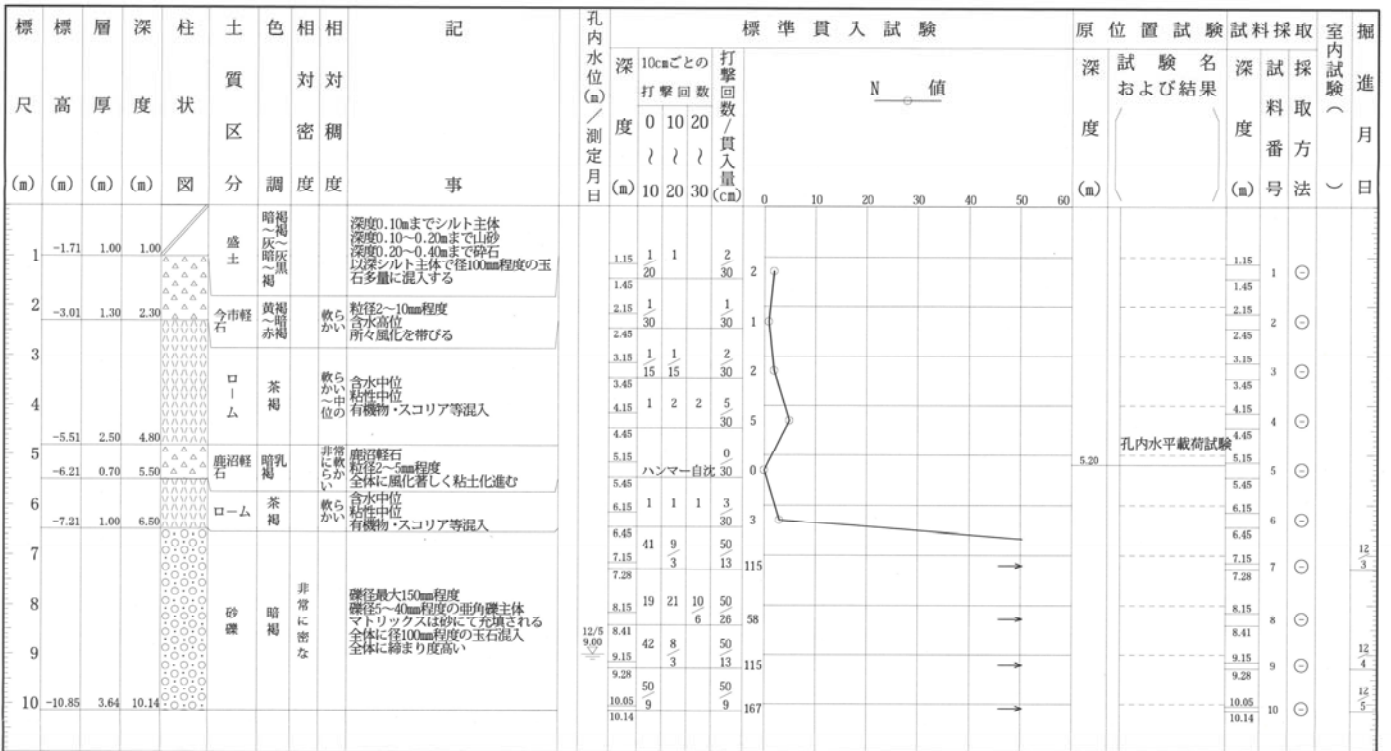 標尺(m)
標高(m)
層厚(m)
深度(m)
柱状図
土質区分
色調
相対密度
相対稠度
記事
孔内水位(m)／測定月日
標準貫入試験
深度(m)
10cmごとの
打撃回数
0 10 20
〜 〜 〜
10 20 30
打撃回数／貫入量(cm)
N 値
0 10 20 30 40 50 60
原位置試験
深度(m)
試験名
および結果
試料採取
深度(m)
試料番号
採取方法
室内試験（ ）
掘進月日
1
2
3
4
5
6
7
8
9
10
-1.71 1.00 1.00
-3.01 1.30 2.30
-5.51 2.50 4.80
-6.21 0.70 5.50
-7.21 1.00 6.50
-10.85 3.64 10.14
盛土
暗褐
〜褐
灰〜
暗灰
〜黒
褐
深度0.10mまでシルト主体
深度0.10〜0.20mまで山砂
深度0.20〜0.40mまで砕石
以深シルト主体で径100mm程度の玉
石多量に混入する
今市軽
石
黄褐
〜暗
赤褐
軟ら
かい
粒径2〜10mm程度
含水高位
所々風化を帯びる
ローム
茶褐
軟ら
かい
〜中
位の
含水中位
粘性中位
有機物・スコリア等混入
鹿沼軽
石
暗乳
褐
非常
に軟
らか
い
鹿沼軽石
粒径2〜5mm程度
全体に風化著しく粘土化進む
ローム
茶褐
軟ら
かい
含水中位
粘性中位
有機物・スコリア等混入
砂礫
暗褐
非常に密な
礫径最大150mm程度
礫径5〜40mm程度の亜角礫主体
マトリックスは砂にて充填される
全体に径100mm程度の玉石混入
全体に締まり度高い
12/5
9.00
1.15 1/20 1 2/30 2
1.45
2.15 1/30 1/30 1
2.45
3.15 1/15 1/15 2/30 2
3.45
4.15 1 2 2 5/30 5
4.45
5.15 ハンマー自沈 0/30 0
5.45
6.15 1 1 1 3/30 3
6.45
7.15 41 9/3 50/13 115
7.28
8.15 19 21 10/6 50/26 58
8.41
9.15 42 8/3 50/13 115
9.28
10.05 50/9 50/9 167
10.14
5.20
孔内水平載荷試験
1.15 1
1.45
2.15 2
2.45
3.15 3
3.45
4.15 4
4.45
5.15 5
5.45
6.15 6
6.45
7.15 7
7.28
8.15 8
8.41
9.15 9
9.28
10.05 10
10.14
12/3
12/4
12/5